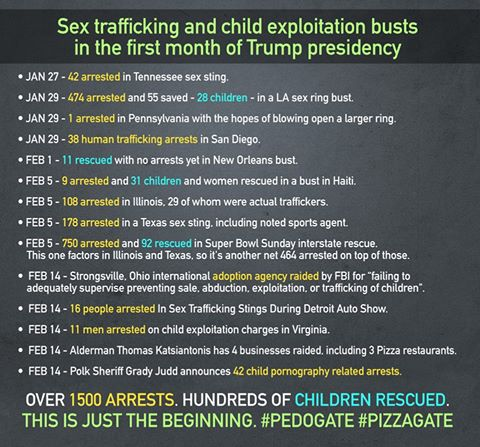 Sex trafficking and child exploitation busts
in the first month of Trump presidency
• JAN 27 - 42 arrested in Tennessee sex sting.
• JAN 29 - 474 arrested and 55 saved - 28 children - in a LA sex ring bust.
• JAN 29 - 1 arrested in Pennsylvania with the hopes of blowing open a larger ring.
• JAN 29 - 38 human trafficking arrests in San Diego.
• FEB 1 - 11 rescued with no arrests yet in New Orleans bust.
• FEB 5 - 9 arrested and 31 children and women rescued in a bust in Haiti.
• FEB 5 - 108 arrested in Illinois, 29 of whom were actual traffickers.
• FEB 5 - 178 arrested in a Texas sex sting, including noted sports agent.
• FEB 5 - 750 arrested and 92 rescued in Super Bowl Sunday interstate rescue.
This one factors in Illinois and Texas, so it's another net 464 arrested on top of those.
• FEB 14 - Strongsville, Ohio international adoption agency raided by FBI for "failing to
adequately supervise preventing sale, abduction, exploitation, or trafficking of children".
• FEB 14 - 16 people arrested In Sex Trafficking Stings During Detroit Auto Show.
• FEB 14 - 11 men arrested on child exploitation charges in Virginia.
• FEB 14 - Alderman Thomas Katsiantonis has 4 businesses raided, including 3 Pizza restaurants.
• FEB 14 - Polk Sheriff Grady Judd announces 42 child pornography related arrests.
OVER 1500 ARRESTS. HUNDREDS OF CHILDREN RESCUED.
THIS IS JUST THE BEGINNING. #PEDOGATE #PIZZAGATE